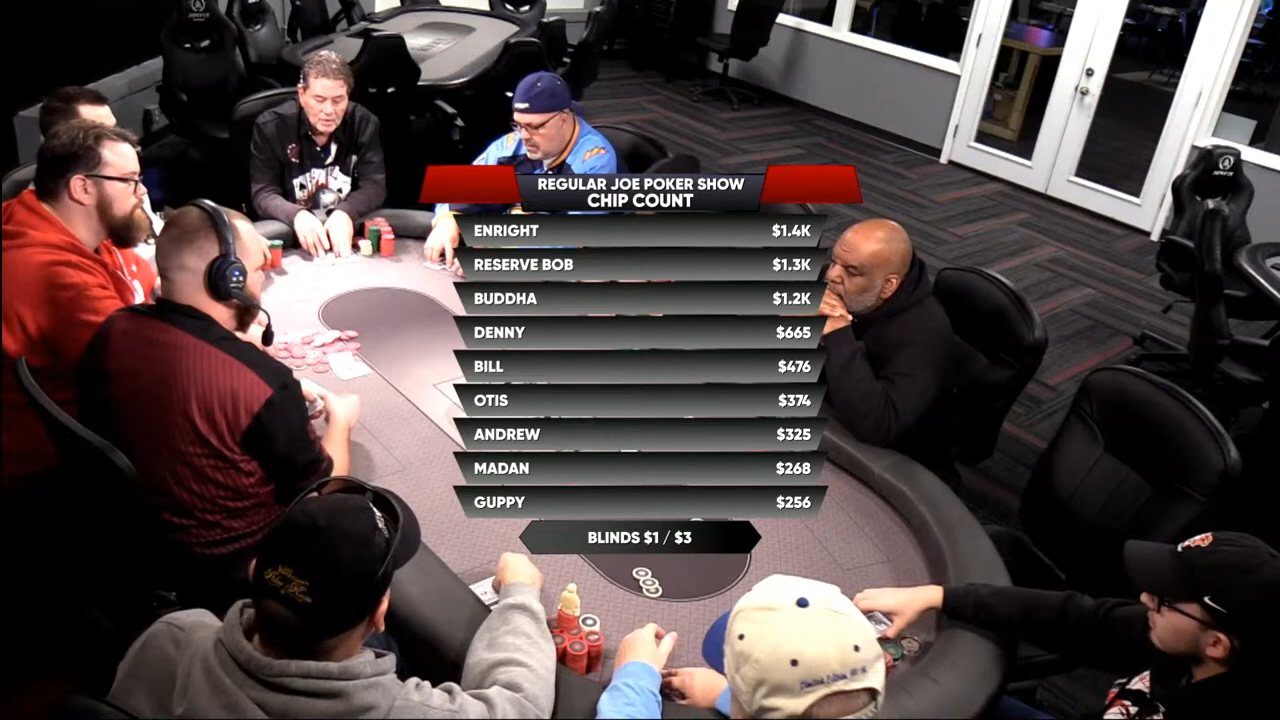 REGULAR JOE POKER SHOW
CHIP COUNT
ENRIGHT $1.4K
RESERVE BOB $1.3K
BUDDHA $1.2K
DENNY $665
BILL $476
OTIS $374
ANDREW $325
MADAN $268
GUPPY $256
BLINDS $1 / $3